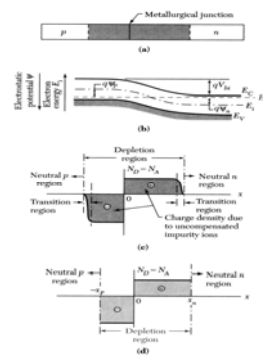 Metallurgical junction
p
n
(a)
Electrostatic
potential ψ
Electron
energy E
qψp
qVbi
EC
Ei
qψn
EV
(b)
Depletion
region
Neutral p
region
ND − NA
Neutral n
region
x
Transition
region
0
Transition
region
Charge density due
to uncompensated
impurity ions
(c)
Neutral p
region
ND − NA
Neutral n
region
−xp
0
xn
x
Depletion
region
(d)